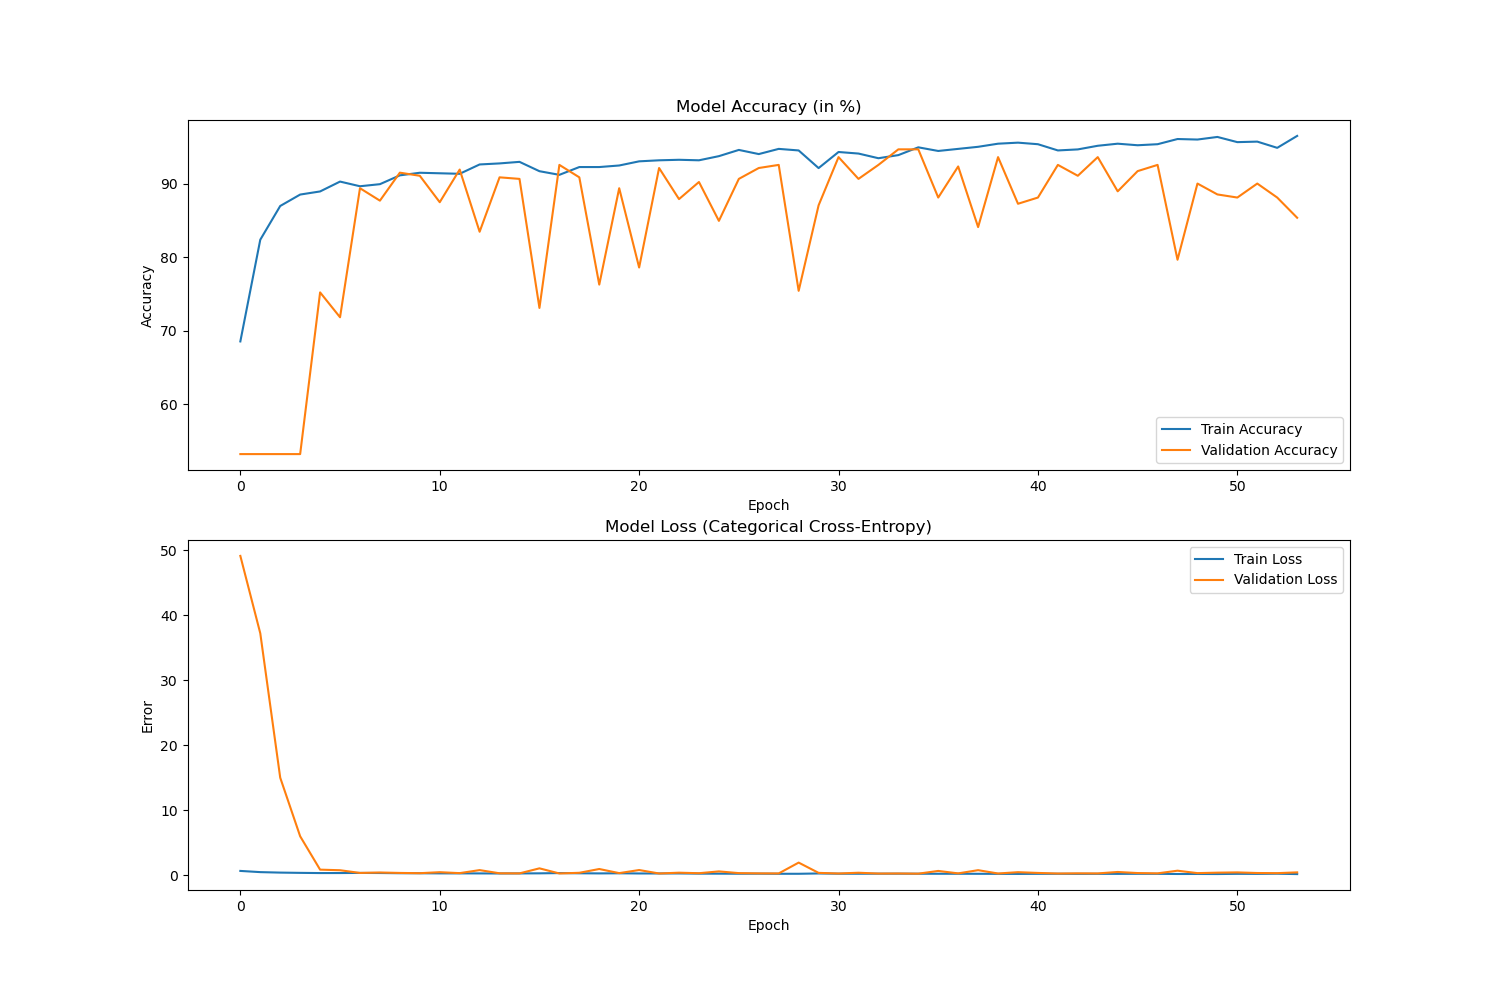 Model Accuracy (in %)
90
80
70
60
Accuracy
Train Accuracy
Validation Accuracy
0 10 20 30 40 50
Epoch
Model Loss (Categorical Cross-Entropy)
50
40
30
20
10
0
Error
Train Loss
Validation Loss
0 10 20 30 40 50
Epoch